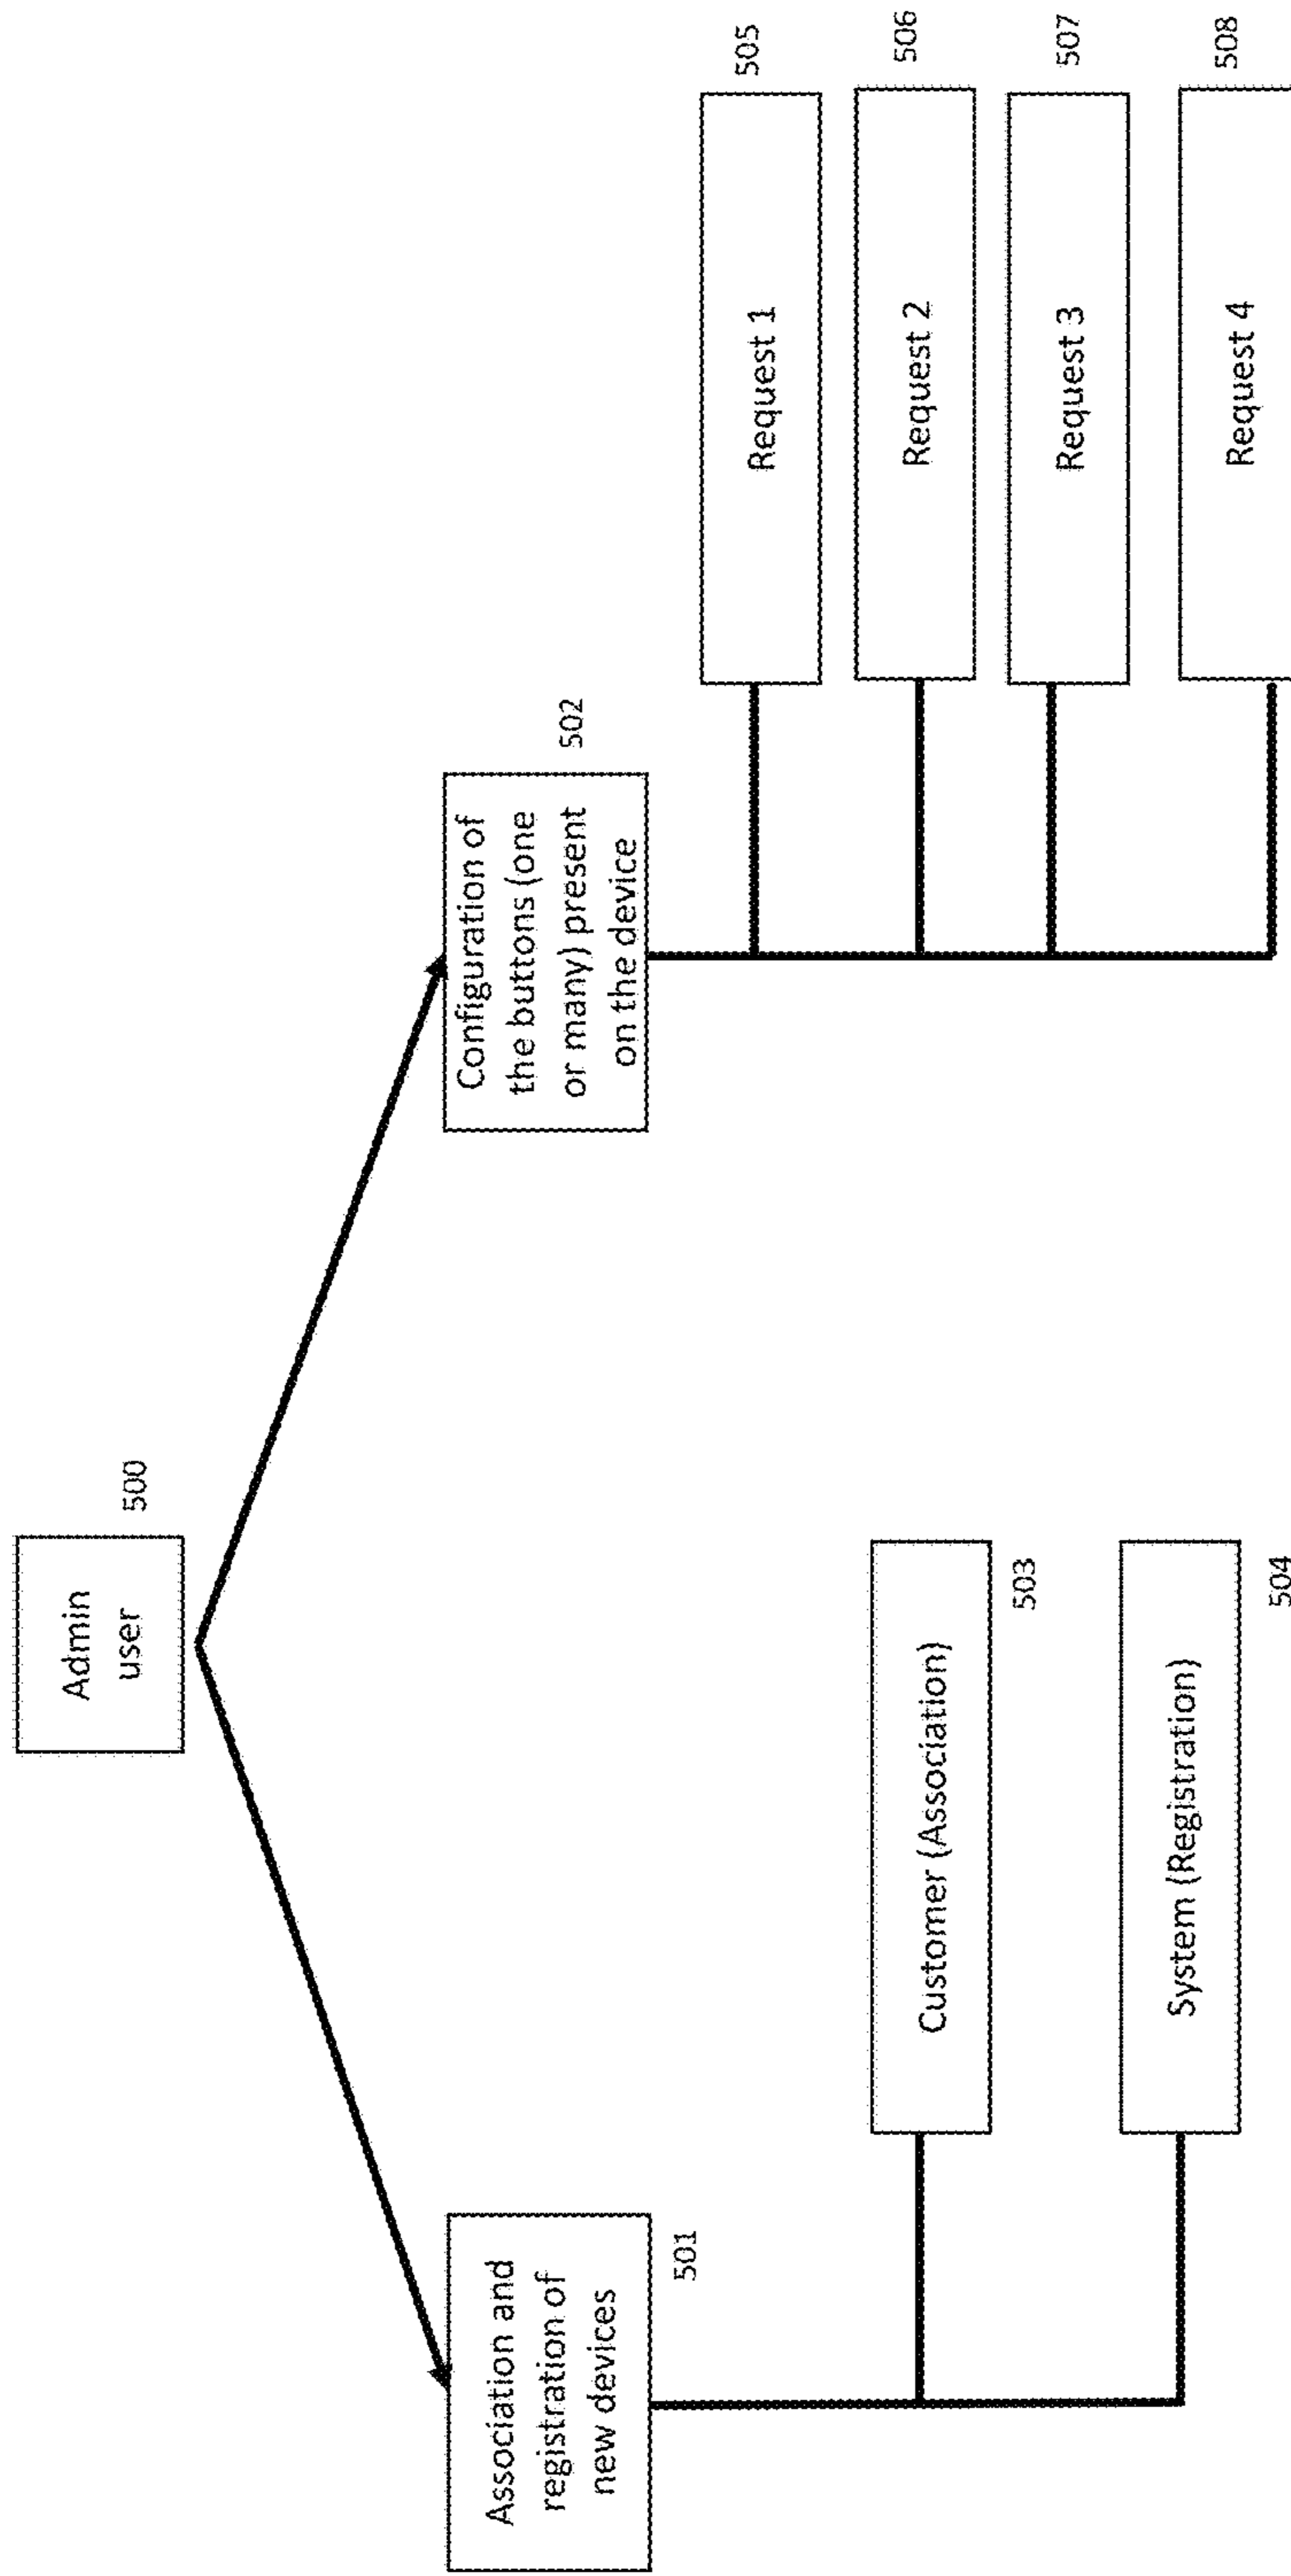 Admin
user
500
Association and
registration of
new devices
501
Configuration of
the buttons (one
or many) present
on the device
502
Customer (Association)
503
System (Registration)
504
Request 1
505
Request 2
506
Request 3
507
Request 4
508